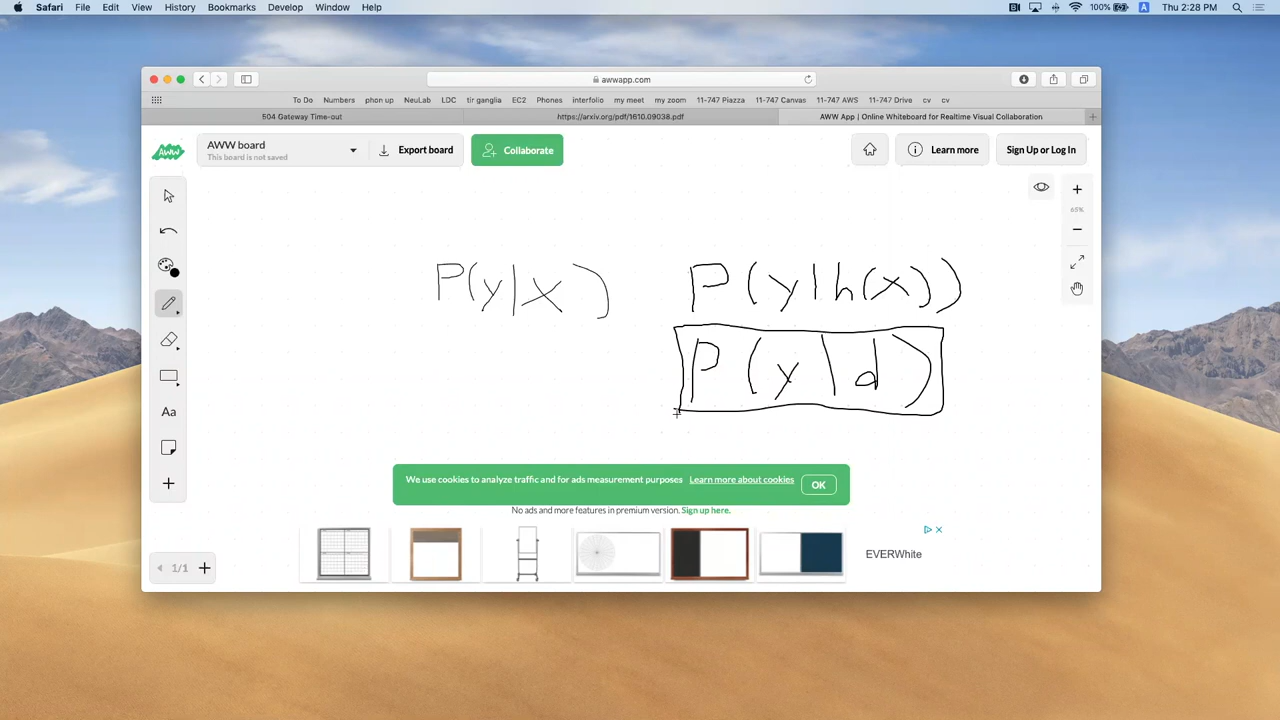 Safari File Edit View History Bookmarks Develop Window Help 100% A Thu 2:28 PM
awwapp.com
To Do Numbers phon up NeuLab LDC tir ganglia EC2 Phones interfolio my meet my zoom 11-747 Piazza 11-747 Canvas 11-747 AWS 11-747 Drive cv cv
504 Gateway Time-out https://arxiv.org/pdf/1610.09038.pdf AWW App | Online Whiteboard for Realtime Visual Collaboration
AWW AWW board Export board Collaborate Learn more Sign Up or Log In
This board is not saved
65%
P(y|x) P(y|h(x))
P(y|d)
Aa
We use cookies to analyze traffic and for ads measurement purposes Learn more about cookies OK
No ads and more features in premium version. Sign up here.
EVERWhite
1/1